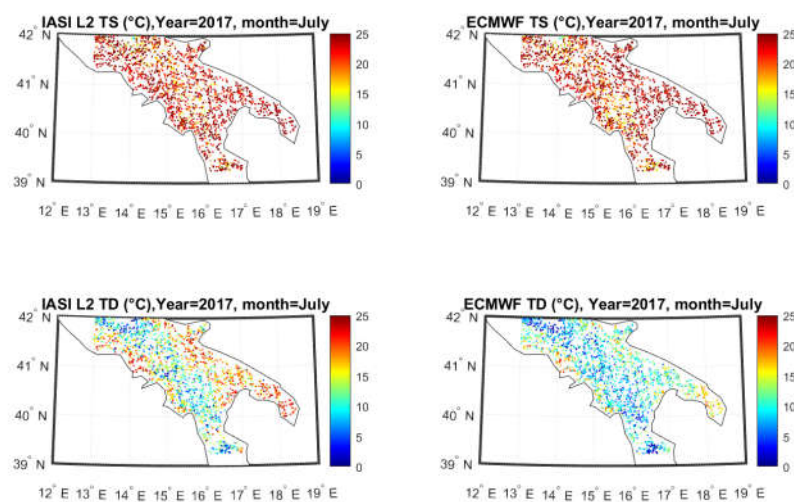 IASI L2 TS (°C),Year=2017, month=July
42° N
41° N
40° N
39° N
12° E 13° E 14° E 15° E 16° E 17° E 18° E 19° E
25
20
15
10
5
0
ECMWF TS (°C), Year=2017, month=July
42° N
41° N
40° N
39° N
12° E 13° E 14° E 15° E 16° E 17° E 18° E 19° E
25
20
15
10
5
0
IASI L2 TD (°C),Year=2017, month=July
42° N
41° N
40° N
39° N
12° E 13° E 14° E 15° E 16° E 17° E 18° E 19° E
25
20
15
10
5
0
ECMWF TD (°C), Year=2017, month=July
42° N
41° N
40° N
39° N
12° E 13° E 14° E 15° E 16° E 17° E 18° E 19° E
25
20
15
10
5
0